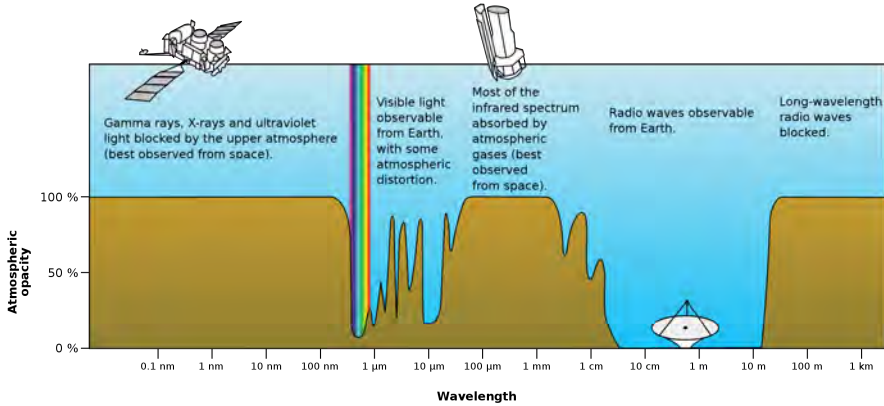 Gamma rays, X-rays and ultraviolet
light blocked by the upper atmosphere
(best observed from space).
Visible light
observable
from Earth,
with some
atmospheric
distortion.
Most of the
infrared spectrum
absorbed by
atmospheric
gases (best
observed
from space).
Radio waves observable
from Earth.
Long-wavelength
radio waves
blocked.
Atmospheric
opacity
100 %
50 %
0 %
0.1 nm 1 nm 10 nm 100 nm 1 µm 10 µm 100 µm 1 mm 1 cm 10 cm 1 m 10 m 100 m 1 km
Wavelength